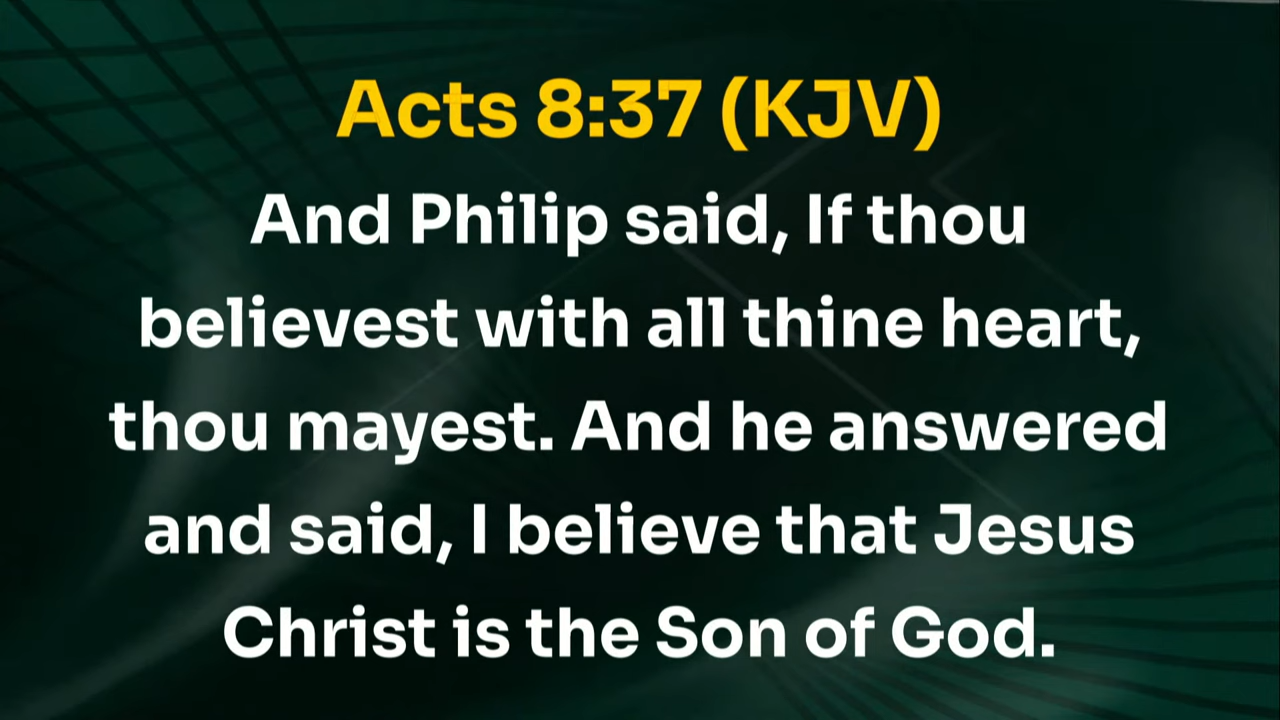 Acts 8:37 (KJV)
And Philip said, If thou
believest with all thine heart,
thou mayest. And he answered
and said, I believe that Jesus
Christ is the Son of God.